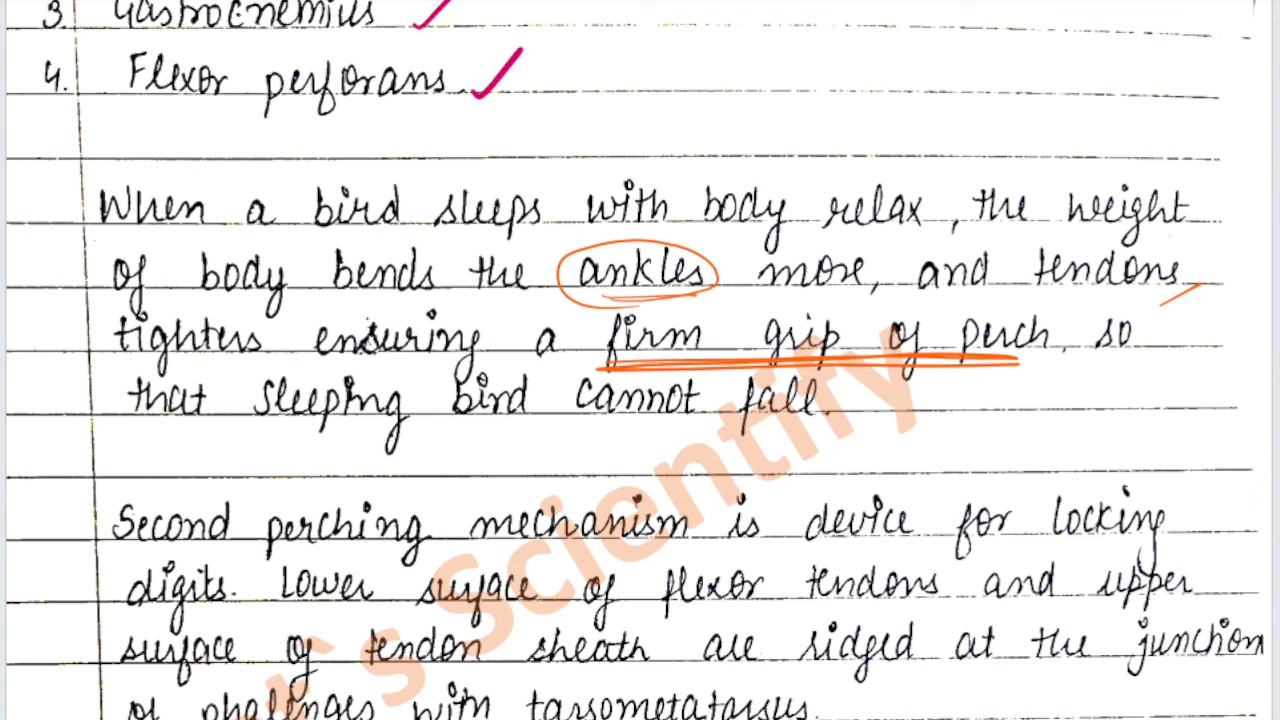 3. Gastrocnemius
4. Flexor perforans.
When a bird sleeps with body relax, the weight
of body bends the ankles more, and tendons
tighters ensuring a firm grip of perch, so
that sleeping bird cannot fall.
Second perching mechanism is device for locking
digits. Lower surface of flexor tendons and upper
surface of tendon sheath are ridged at the junction
of phalenges with tarsometatarsus.
's Scientify